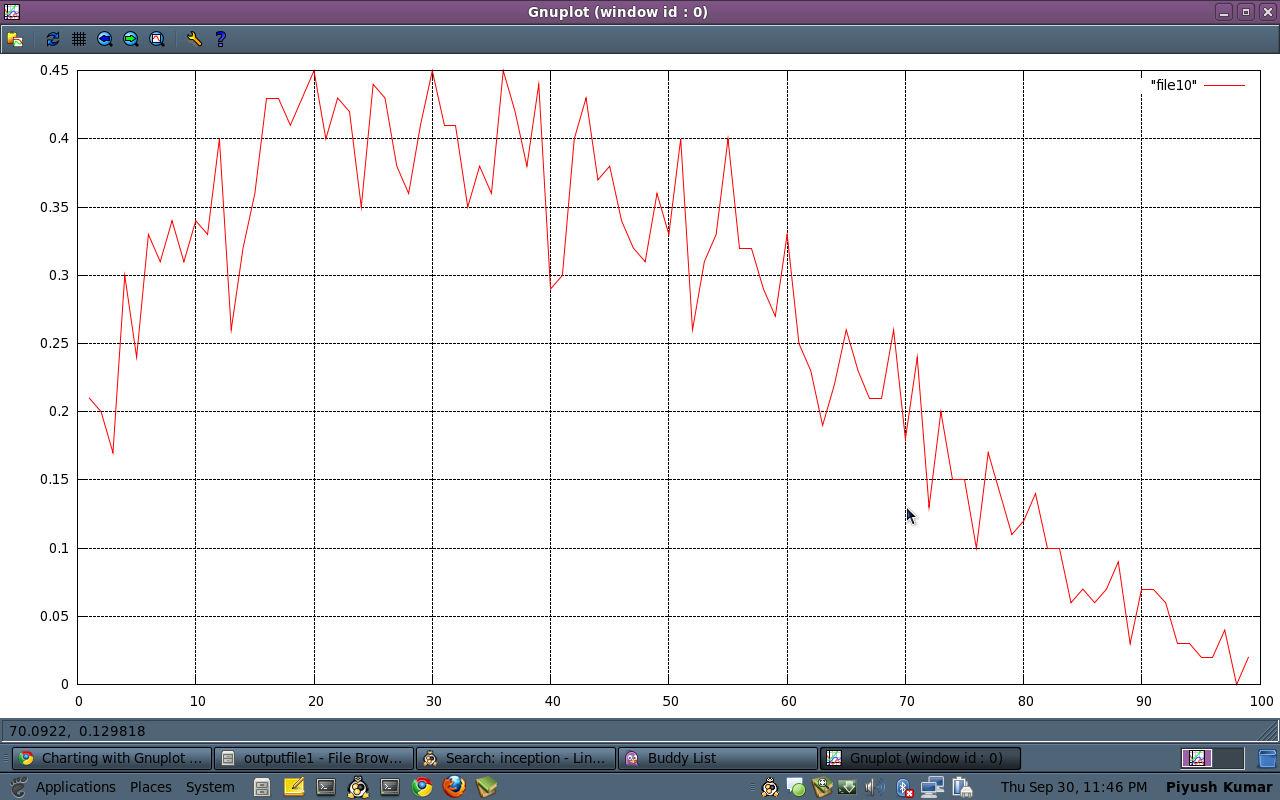 Gnuplot (window id : 0)
0.45
"file10"
0.4
0.35
0.3
0.25
0.2
0.15
0.1
0.05
0
0 10 20 30 40 50 60 70 80 90 100
70.0922, 0.129818
Charting with Gnuplot ... outputfile1 - File Brow... Search: inception - Lin... Buddy List Gnuplot (window id : 0)
Applications Places System Thu Sep 30, 11:46 PM Piyush Kumar